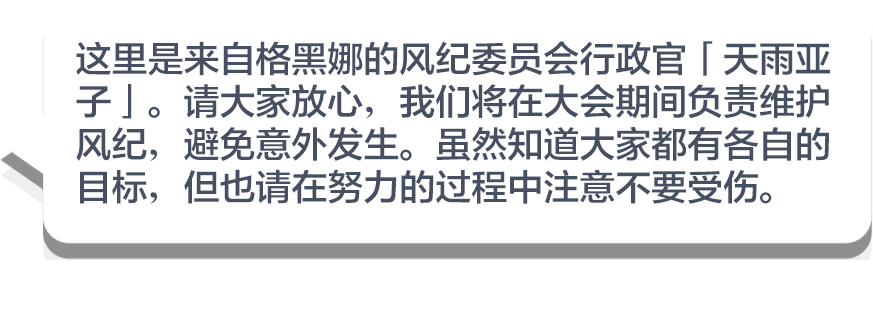 这里是来自格黑娜的风纪委员会行政官「天雨亚
子」。请大家放心，我们将在大会期间负责维护
风纪，避免意外发生。虽然知道大家都有各自的
目标，但也请在努力的过程中注意不要受伤。